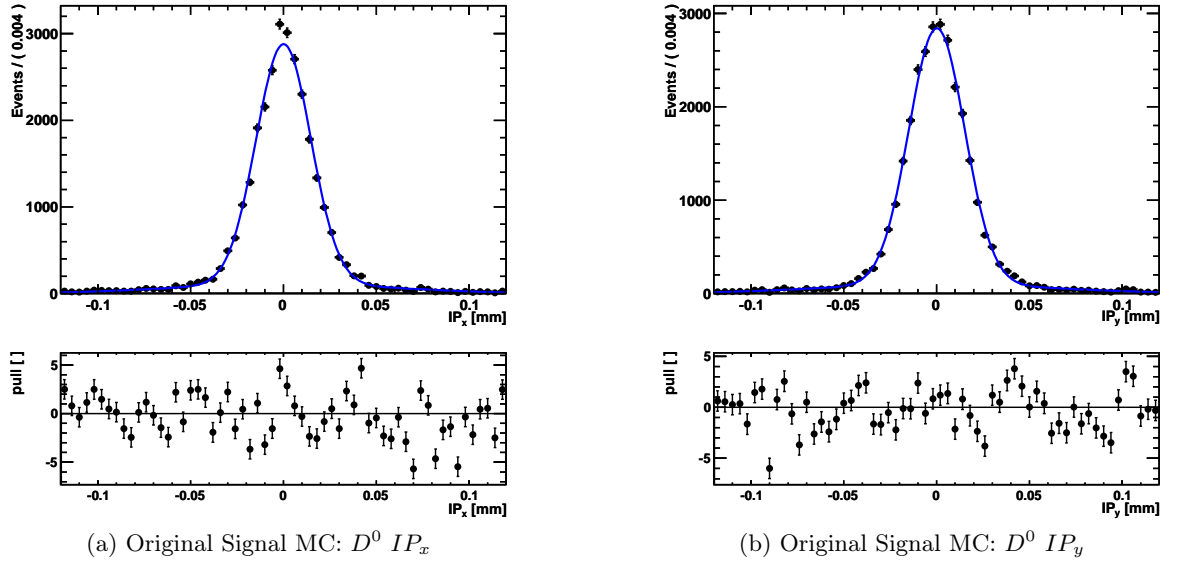 Events / ( 0.004 )
3000
2000
1000
0
-0.1 -0.05 0 0.05 0.1
IPₓ [mm]
pull [ ]
5
0
-5
-0.1 -0.05 0 0.05 0.1
IPₓ [mm]
(a) Original Signal MC: D⁰ IPₓ
Events / ( 0.004 )
3000
2000
1000
0
-0.1 -0.05 0 0.05 0.1
IP_y [mm]
pull [ ]
5
0
-5
-0.1 -0.05 0 0.05 0.1
IP_y [mm]
(b) Original Signal MC: D⁰ IP_y